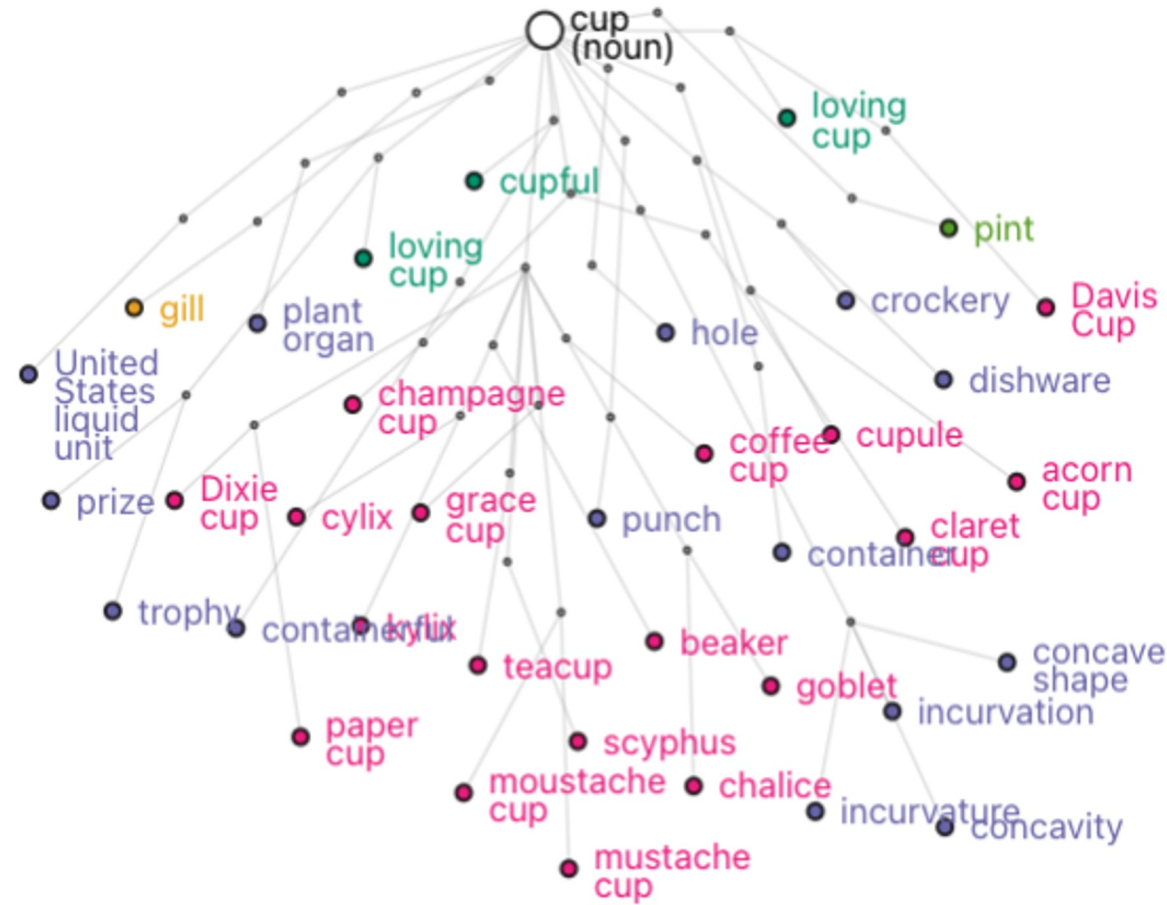 cup
(noun)
loving
cup
cupful
pint
loving
cup
gill
plant
organ
crockery
Davis
Cup
hole
United
States
liquid
unit
champagne
cup
dishware
coffee
cup
cupule
prize
Dixie
cup
cylix
grace
cup
punch
acorn
cup
claret
cup
container
trophy
containerful
kylix
teacup
beaker
goblet
concave
shape
incurvation
paper
cup
scyphus
moustache
cup
chalice
incurvature
concavity
mustache
cup